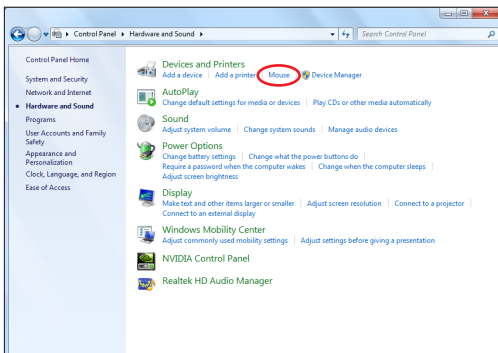 Control Panel Hardware and Sound Search Control Panel
Control Panel Home
System and Security
Network and Internet
Hardware and Sound
Programs
User Accounts and Family
Safety
Appearance and
Personalization
Clock, Language, and Region
Ease of Access
Devices and Printers
Add a device Add a printer Mouse Device Manager
AutoPlay
Change default settings for media or devices Play CDs or other media automatically
Sound
Adjust system volume Change system sounds Manage audio devices
Power Options
Change battery settings Change what the power buttons do
Require a password when the computer wakes Change when the computer sleeps
Adjust screen brightness
Display
Make text and other items larger or smaller Adjust screen resolution Connect to a projector
Connect to an external display
Windows Mobility Center
Adjust commonly used mobility settings Adjust settings before giving a presentation
NVIDIA Control Panel
Realtek HD Audio Manager